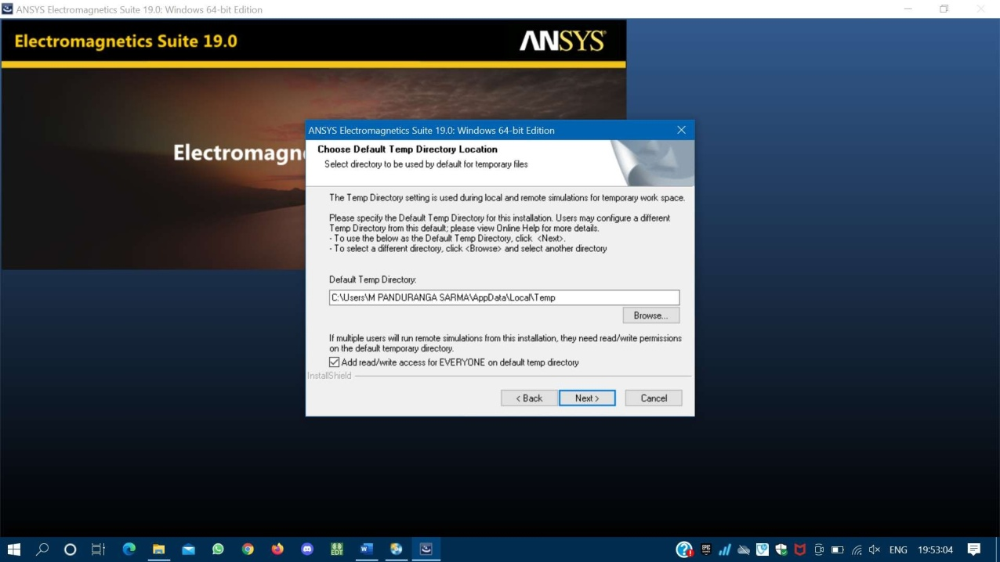 ANSYS Electromagnetics Suite 19.0: Windows 64-bit Edition
Electromagnetics Suite 19.0
ANSYS
Electromagn
ANSYS Electromagnetics Suite 19.0: Windows 64-bit Edition
Choose Default Temp Directory Location
Select directory to be used by default for temporary files
The Temp Directory setting is used during local and remote simulations for temporary work space.
Please specify the Default Temp Directory for this installation. Users may configure a different
Temp Directory from this default; please view Online Help for more details.
- To use the below as the Default Temp Directory, click <Next>.
- To select a different directory, click <Browse> and select another directory
Default Temp Directory:
C:\Users\M PANDURANGA SARMA\AppData\Local\Temp
Browse...
If multiple users will run remote simulations from this installation, they need read/write permissions
on the default temporary directory.
Add read/write access for EVERYONE on default temp directory
InstallShield
< Back
Next >
Cancel
EDT
EPIC
ENG
19:53:04